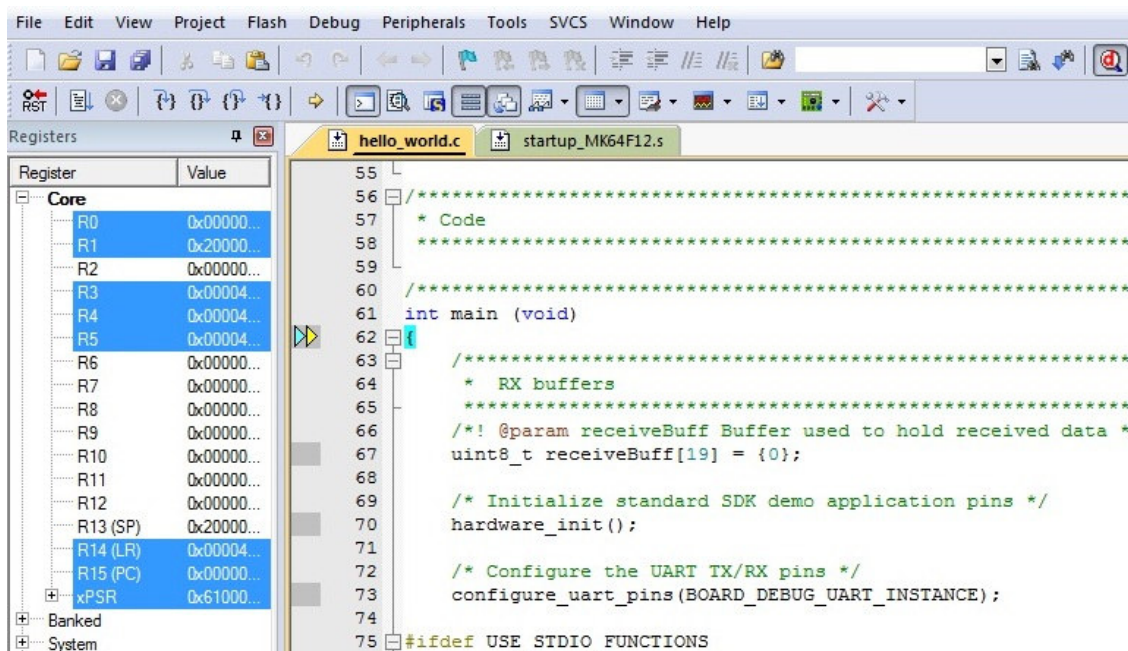 File Edit View Project Flash Debug Peripherals Tools SVCS Window Help
RST
Registers
Register Value
Core
R0 0x00000...
R1 0x20000...
R2 0x00000...
R3 0x00004...
R4 0x00004...
R5 0x00004...
R6 0x00000...
R7 0x00000...
R8 0x00000...
R9 0x00000...
R10 0x00000...
R11 0x00000...
R12 0x00000...
R13 (SP) 0x20000...
R14 (LR) 0x00004...
R15 (PC) 0x00000...
xPSR 0x61000...
Banked
System
hello_world.c startup_MK64F12.s
55
56 /*************************************************************
57 * Code
58 *************************************************************
59
60 /*************************************************************
61 int main (void)
62 {
63 /*********************************************************
64 * RX buffers
65 *********************************************************
66 /*! @param receiveBuff Buffer used to hold received data *
67 uint8_t receiveBuff[19] = {0};
68
69 /* Initialize standard SDK demo application pins */
70 hardware_init();
71
72 /* Configure the UART TX/RX pins */
73 configure_uart_pins(BOARD_DEBUG_UART_INSTANCE);
74
75 #ifdef USE STDIO FUNCTIONS